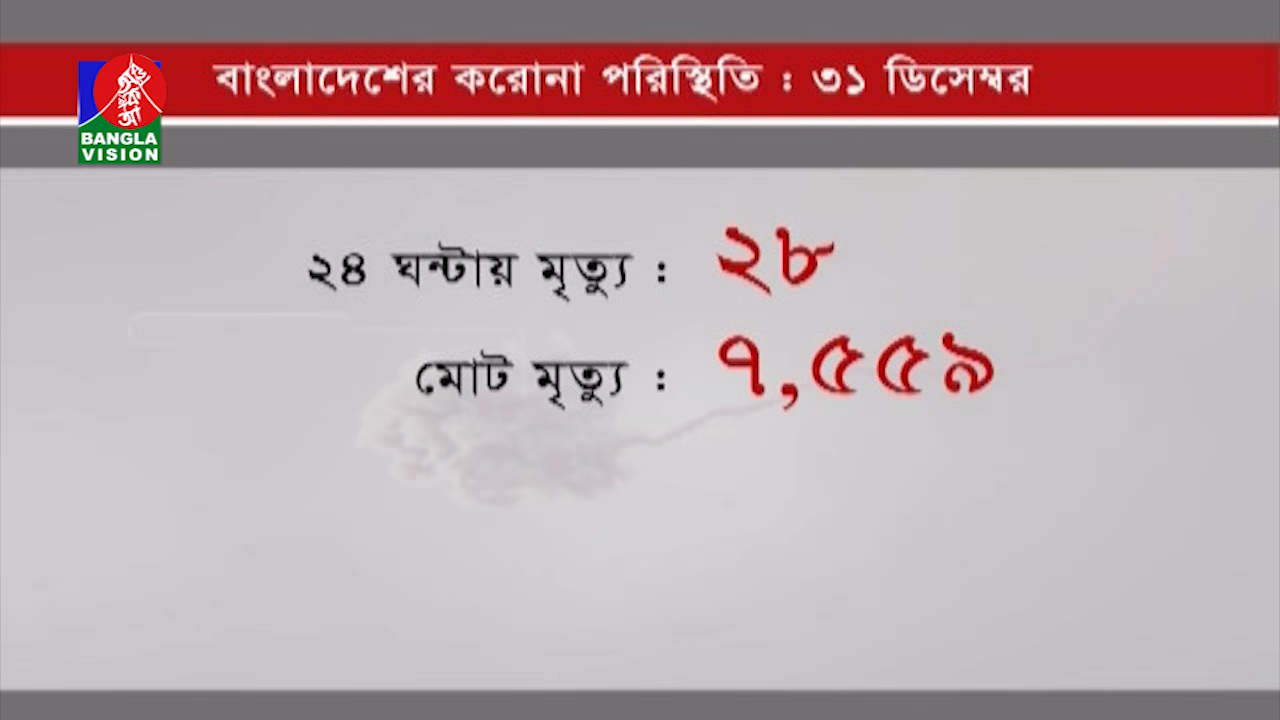 বাংলাদেশের করোনা পরিস্থিতি : ৩১ ডিসেম্বর
BANGLA
VISION
২৪ ঘন্টায় মৃত্যু : ২৮
মোট মৃত্যু : ৭,৫৫৯